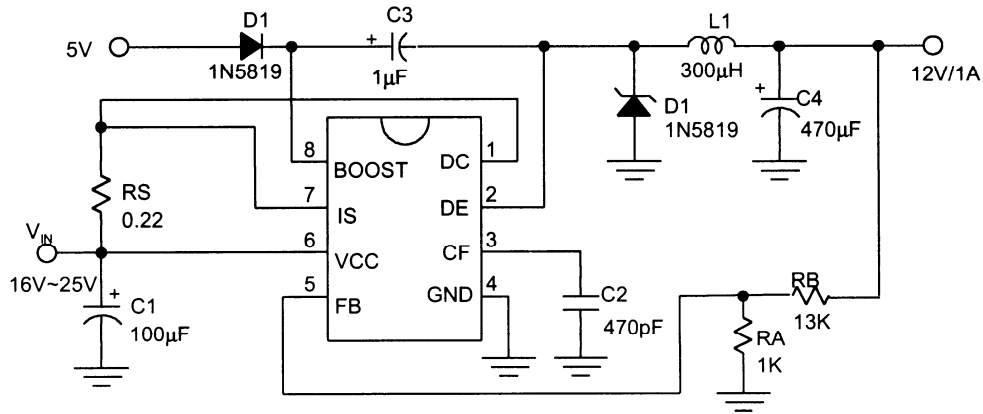 D1
C3
L1
5V
+
1N5819
1µF
300µH
12V/1A
D1
1N5819
+
C4
470µF
8
BOOST
DC
1
7
IS
DE
2
RS
0.22
V_IN
6
VCC
CF
3
16V~25V
5
FB
GND
4
+
C1
100µF
C2
470pF
RB
13K
RA
1K